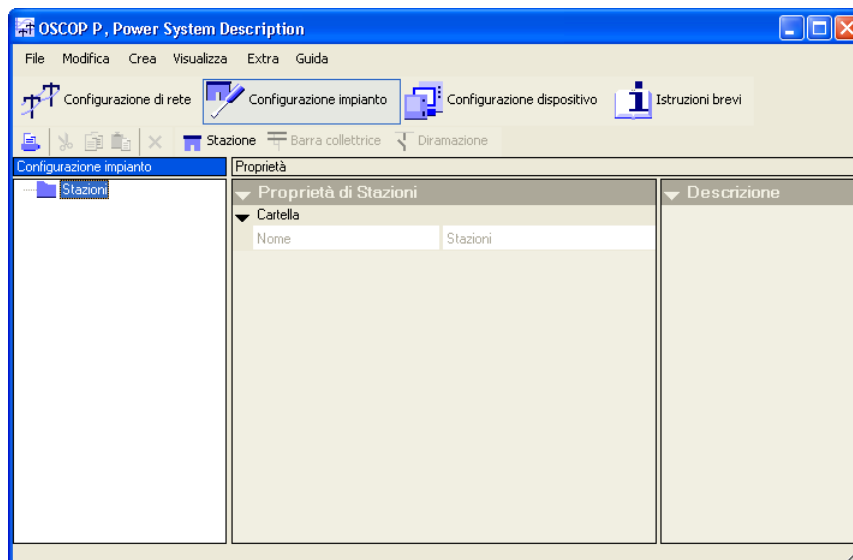 OSCOP P, Power System Description
File Modifica Crea Visualizza Extra Guida
Configurazione di rete Configurazione impianto Configurazione dispositivo Istruzioni brevi
Stazione Barra collettrice Diramazione
Configurazione impianto Proprietà
Stazioni Proprietà di Stazioni Descrizione
Cartella
Nome Stazioni